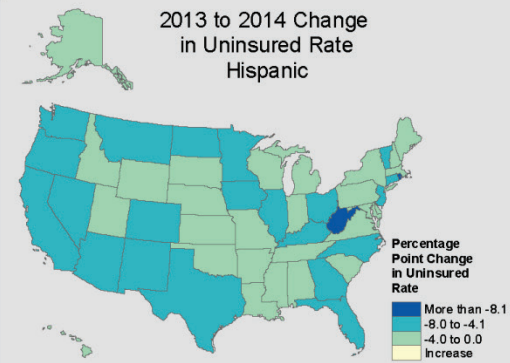 2013 to 2014 Change
in Uninsured Rate
Hispanic
Percentage
Point Change
in Uninsured
Rate
More than -8.1
-8.0 to -4.1
-4.0 to 0.0
Increase